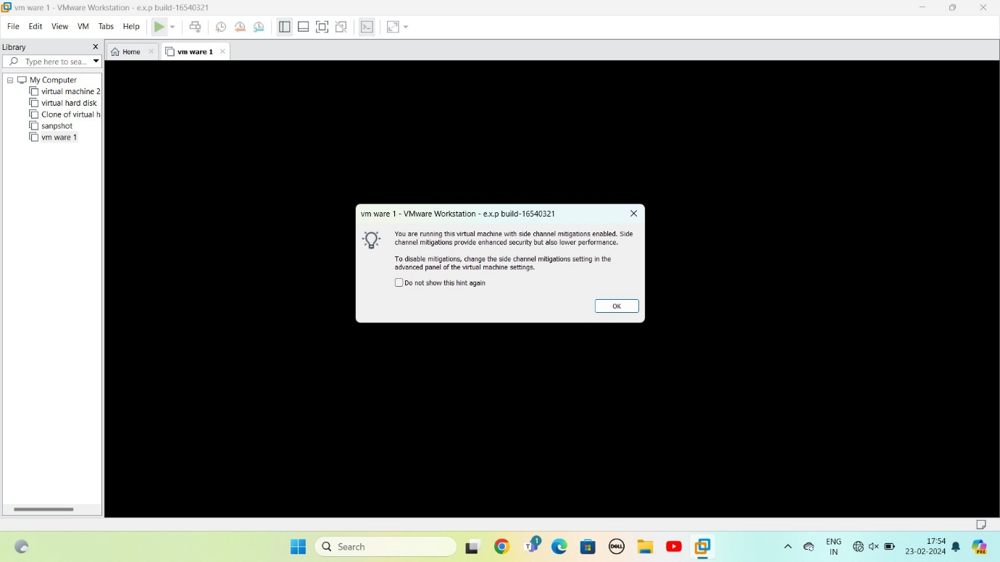 vm ware 1 - VMware Workstation - e.x.p build-16540321
File Edit View VM Tabs Help
Library
Home
vm ware 1
Type here to sea...
My Computer
virtual machine 2
virtual hard disk
Clone of virtual h
sanpshot
vm ware 1
vm ware 1 - VMware Workstation - e.x.p build-16540321
You are running this virtual machine with side channel mitigations enabled. Side
channel mitigations provide enhanced security but also lower performance.
To disable mitigations, change the side channel mitigations setting in the
advanced panel of the virtual machine settings.
Do not show this hint again
OK
Search
1
DELL
ENG
IN
17:54
23-02-2024
PRE